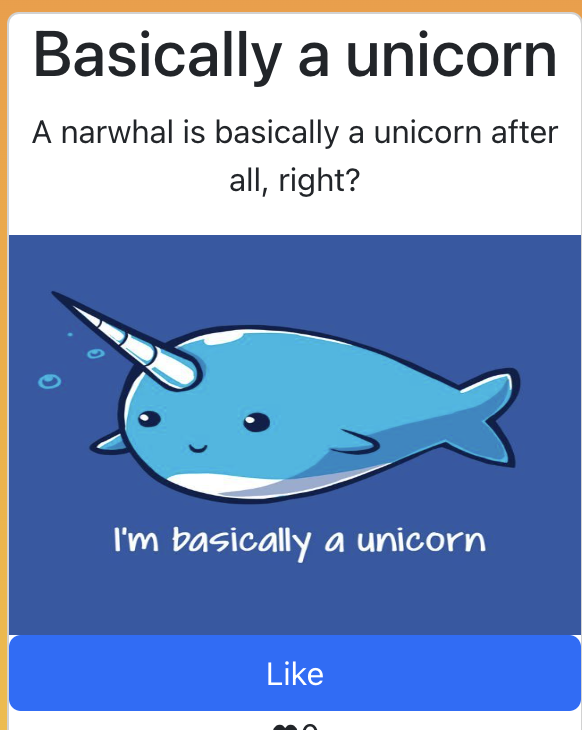 Basically a unicorn
A narwhal is basically a unicorn after
all, right?
I'm basically a unicorn
Like